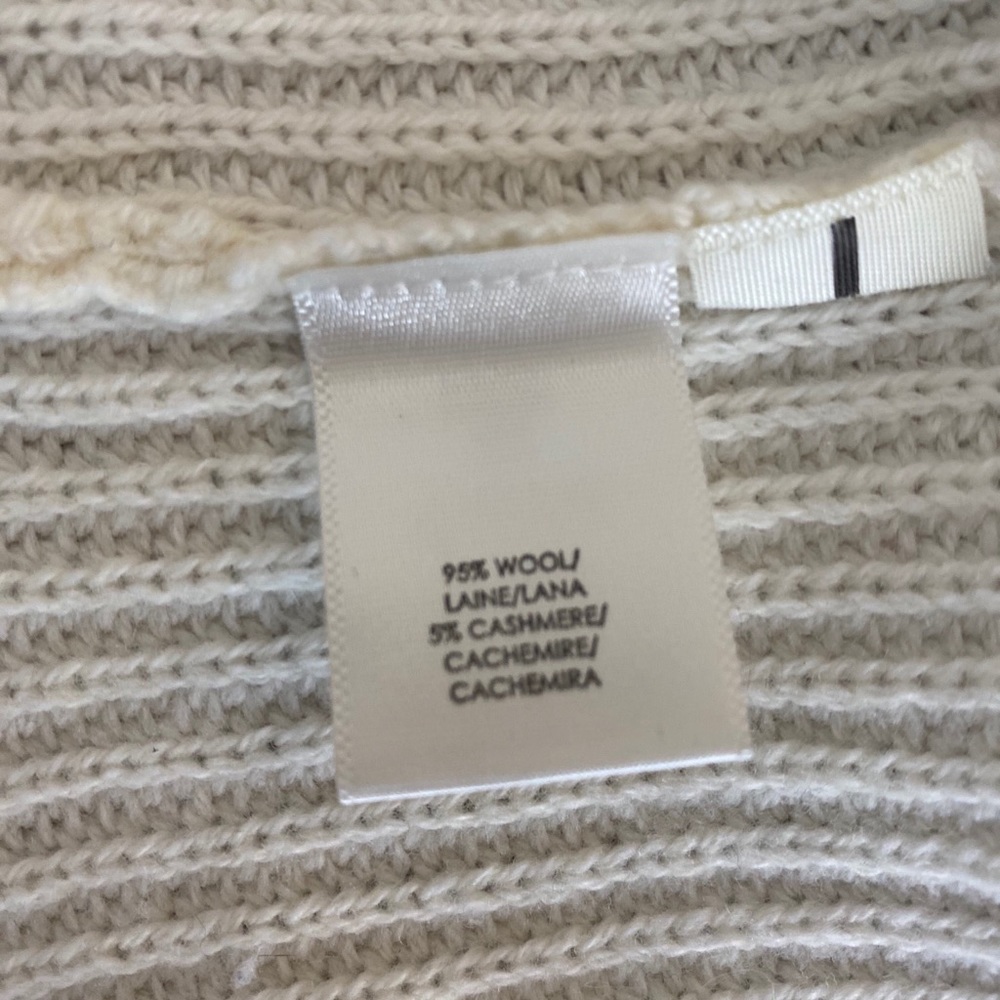 95% WOOL/
LAINE/LANA
5% CASHMERE/
CACHEMIRE/
CACHEMIRA